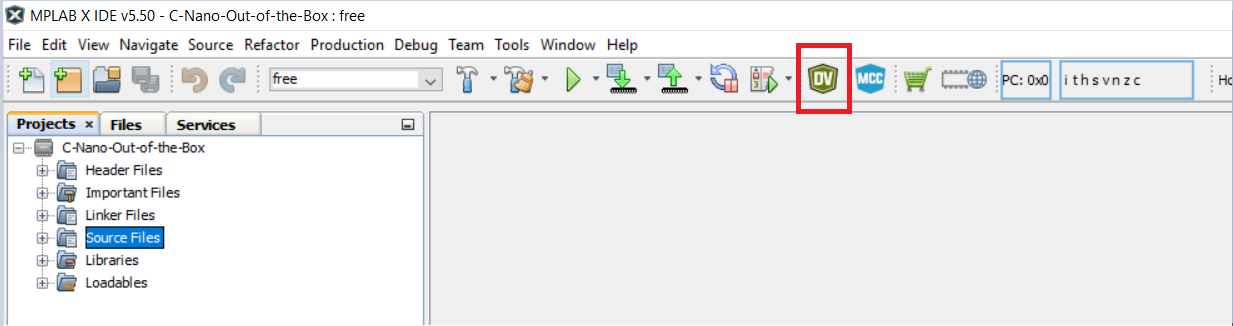 MPLAB X IDE v5.50 - C-Nano-Out-of-the-Box : free
File Edit View Navigate Source Refactor Production Debug Team Tools Window Help
free DV MCC PC: 0x0 i t h s v n z c Ho
Projects × Files Services
C-Nano-Out-of-the-Box
Header Files
Important Files
Linker Files
Source Files
Libraries
Loadables